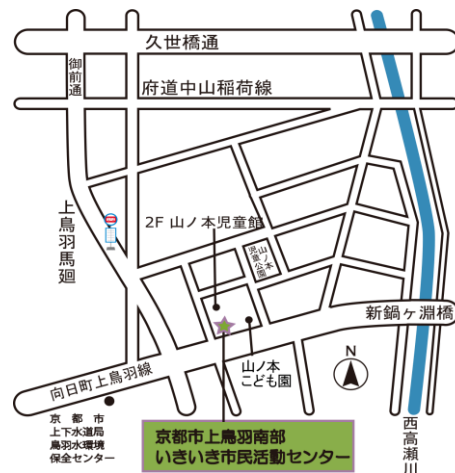 久世橋通
御前通
府道中山稲荷線
上鳥羽馬廻
2F 山ノ本児童館
山ノ本
児童公園
新鍋ヶ淵橋
向日町上鳥羽線
山ノ本
こども園
N
京都市
上下水道局
鳥羽水環境
保全センター
京都市上鳥羽南部
いきいき市民活動センター
西高瀬川